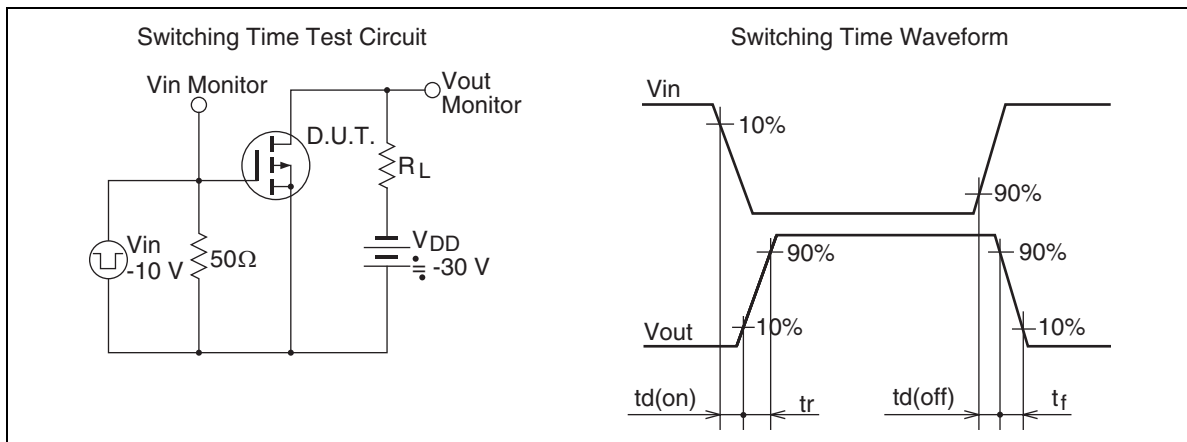 Switching Time Test Circuit
Vin Monitor
Vout
Monitor
D.U.T.
RL
Vin
-10 V
50Ω
VDD
≒ -30 V
Switching Time Waveform
Vin
10%
90%
90%
90%
Vout
10%
10%
td(on)
tr
td(off)
tf